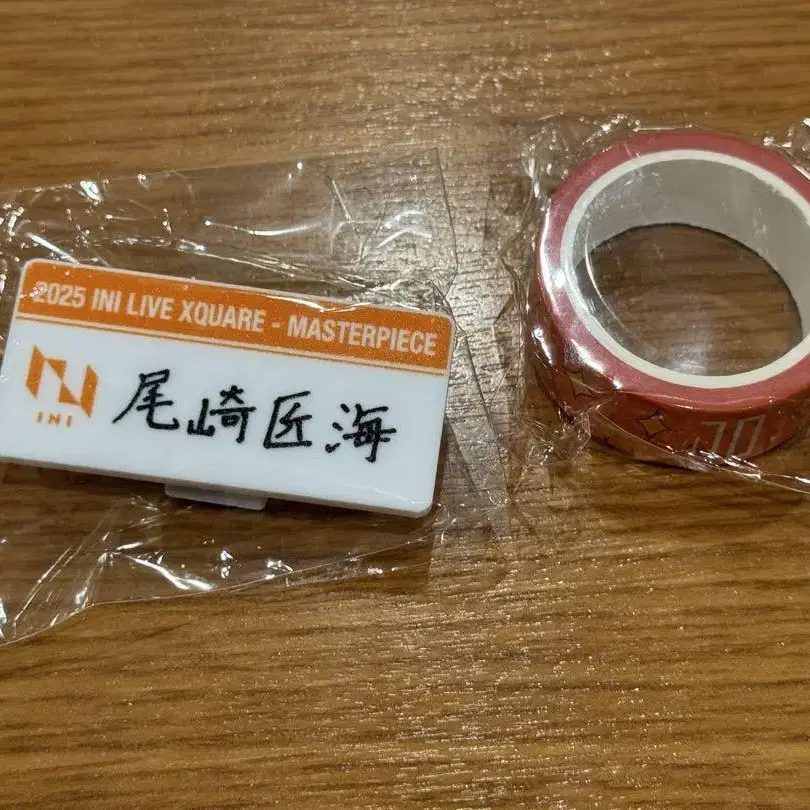 2025 INI LIVE XQUARE - MASTERPIECE
INI
尾崎匠海